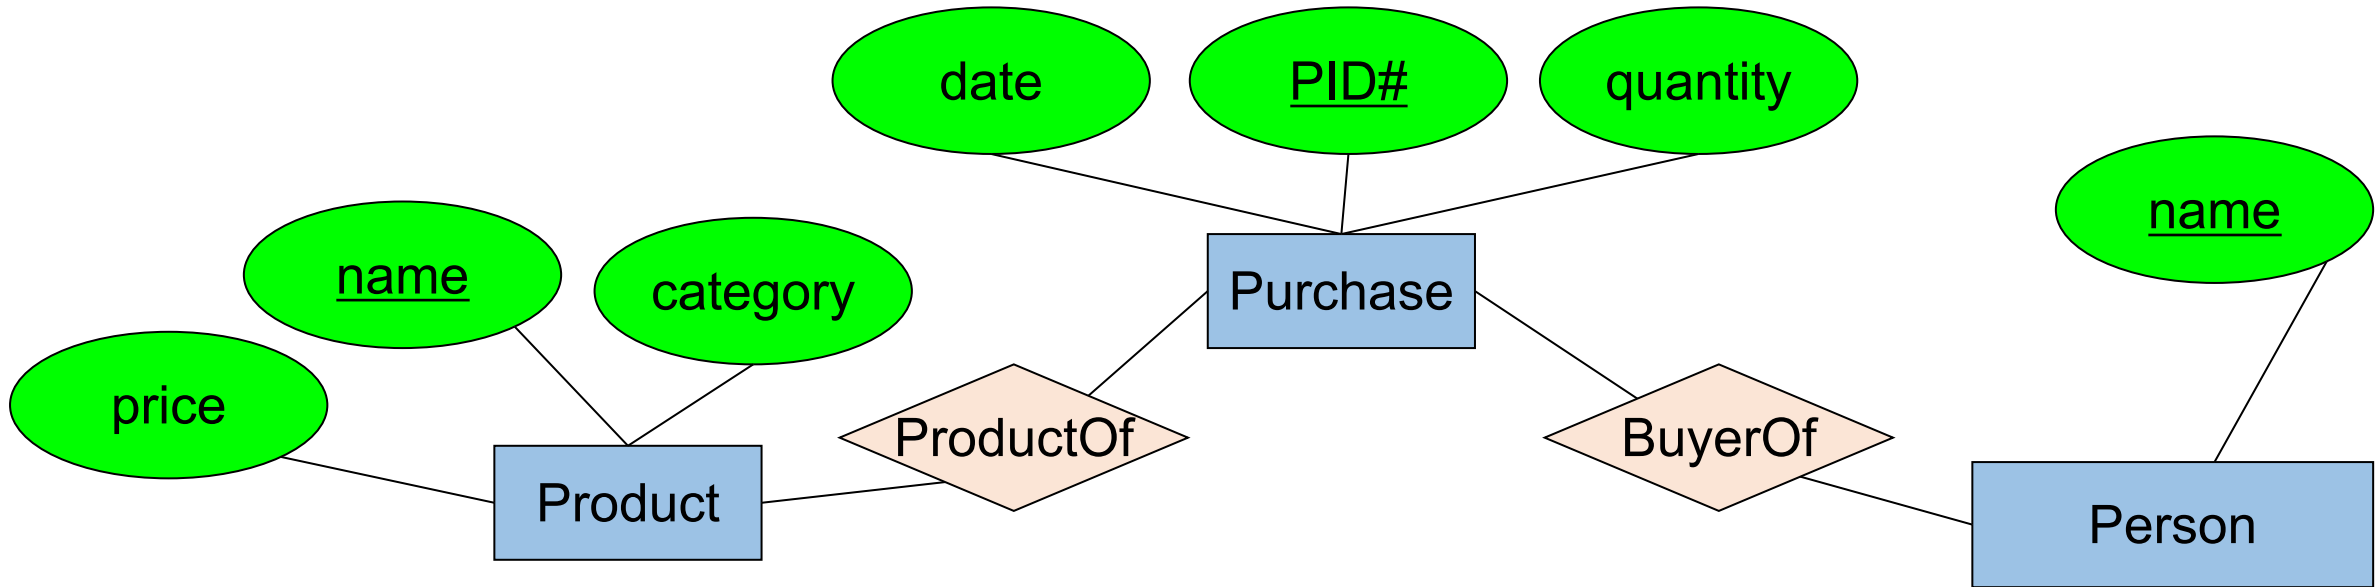 date
PID#
quantity
name
name
category
price
Purchase
ProductOf
BuyerOf
Product
Person